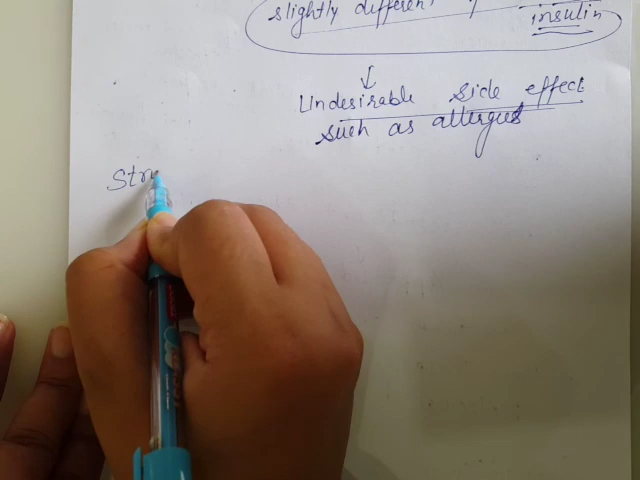 slightly different
insulin
Undesirable side effect
such as allergies
Str